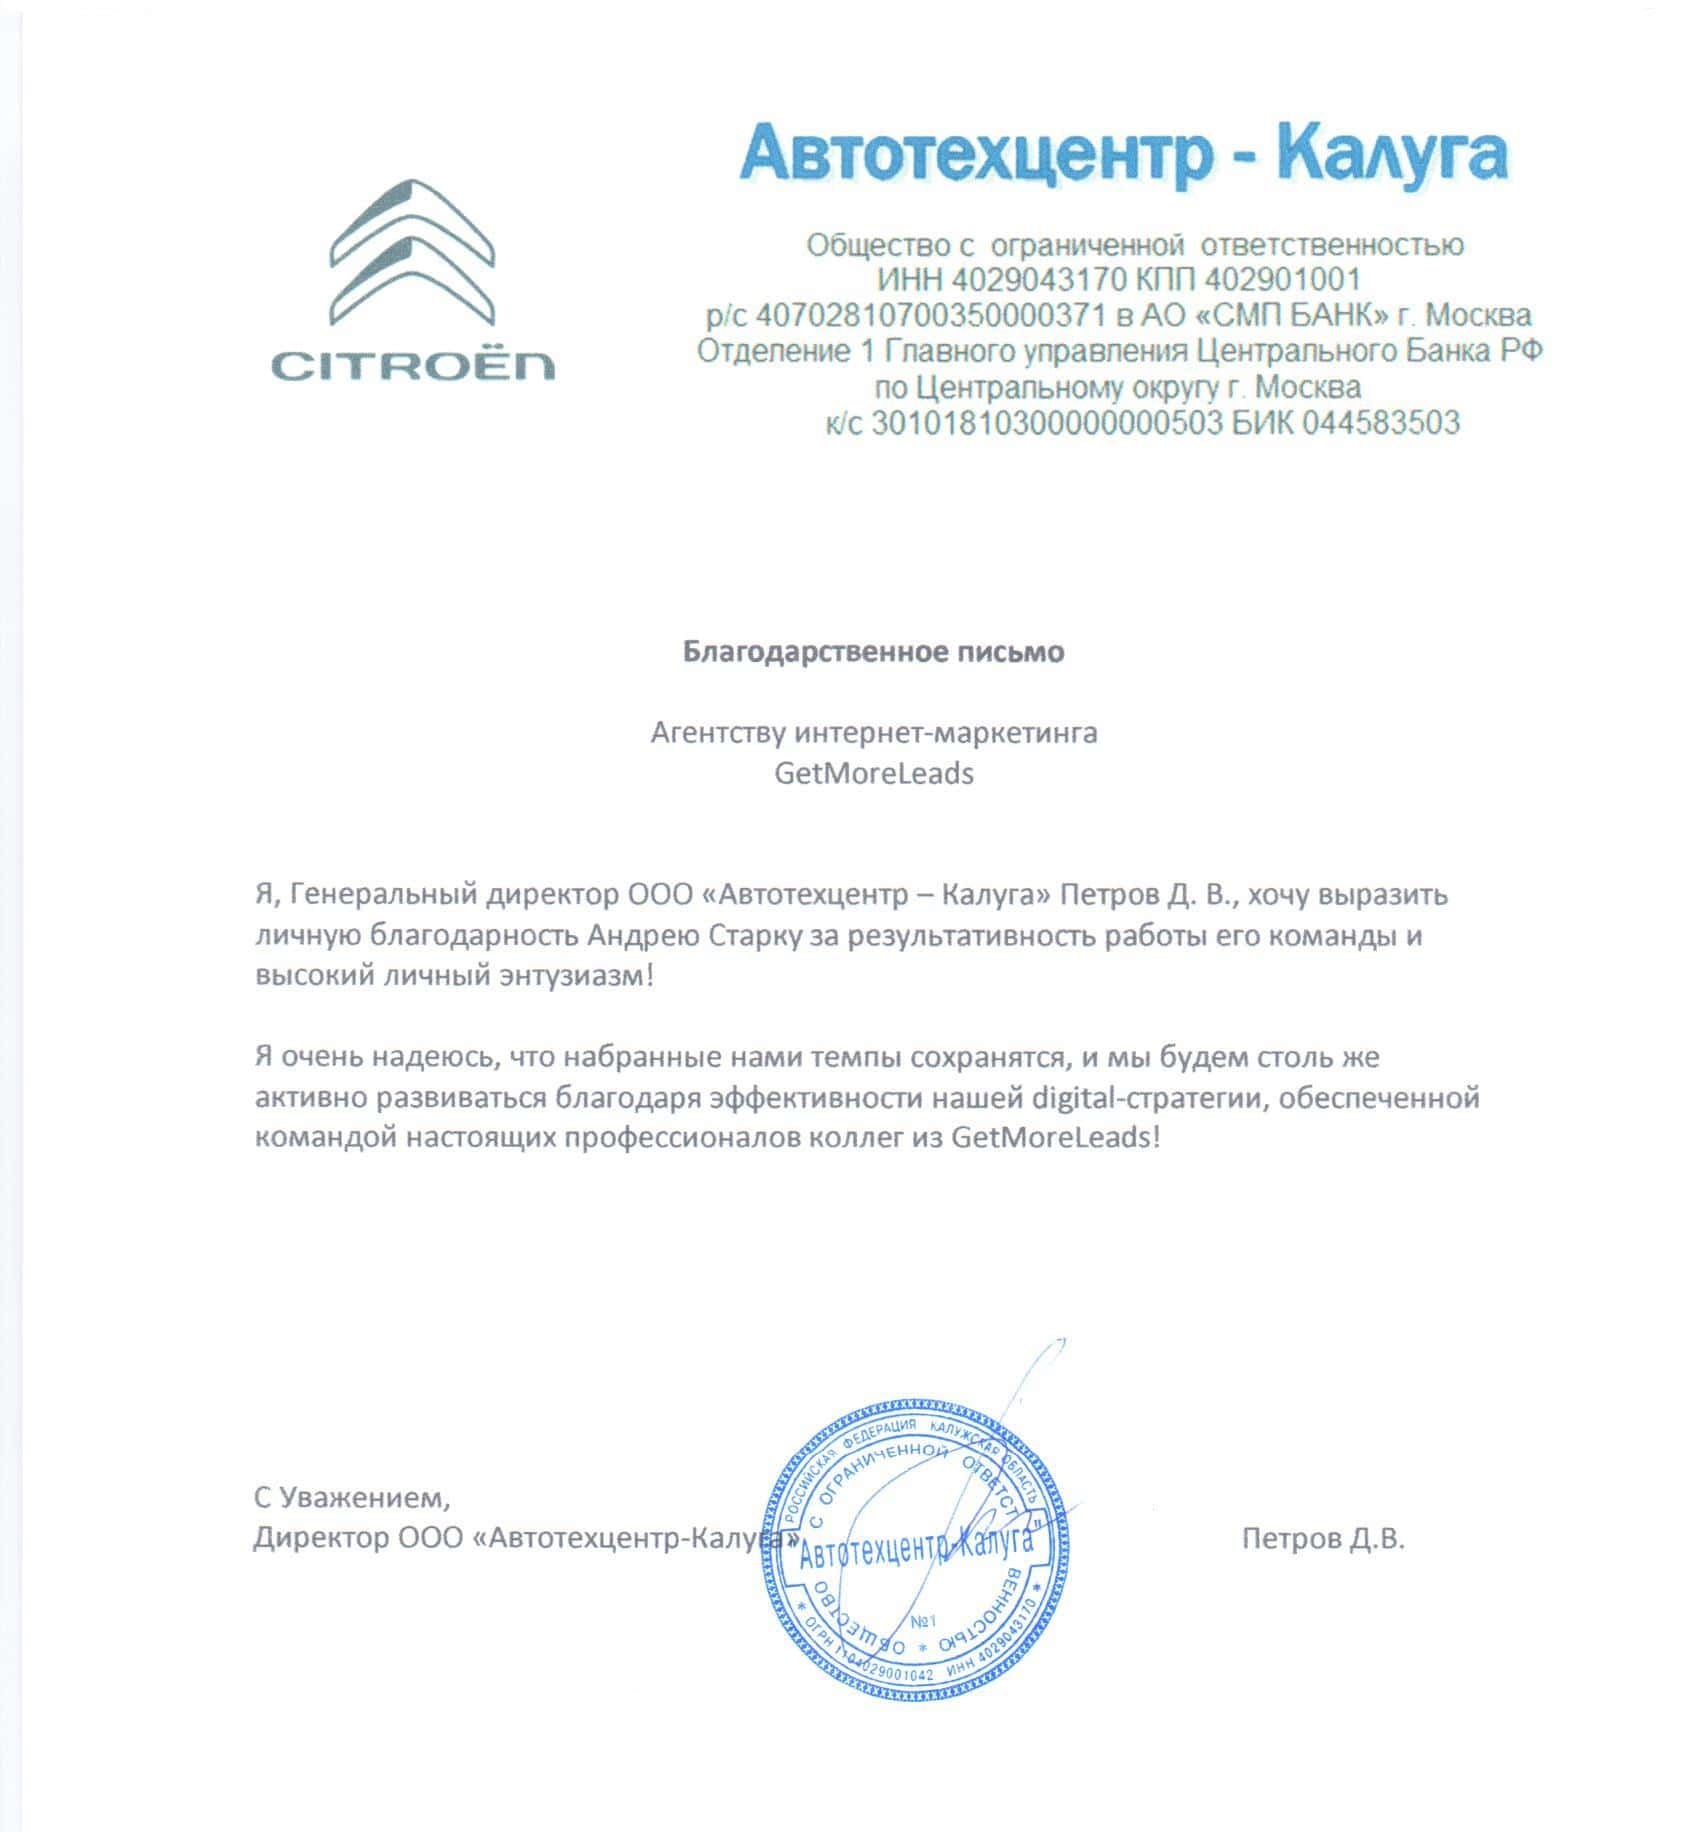 Автотехцентр - Калуга
CITROËN
Общество с ограниченной ответственностью
ИНН 4029043170 КПП 402901001
р/с 40702810700350000371 в АО «СМП БАНК» г. Москва
Отделение 1 Главного управления Центрального Банка РФ
по Центральному округу г. Москва
к/с 30101810300000000503 БИК 044583503
Благодарственное письмо
Агентству интернет-маркетинга
GetMoreLeads
Я, Генеральный директор ООО «Автотехцентр – Калуга» Петров Д. В., хочу выразить
личную благодарность Андрею Старку за результативность работы его команды и
высокий личный энтузиазм!
Я очень надеюсь, что набранные нами темпы сохранятся, и мы будем столь же
активно развиваться благодаря эффективности нашей digital-стратегии, обеспеченной
командой настоящих профессионалов коллег из GetMoreLeads!
С Уважением,
Директор ООО «Автотехцентр-Калуга»
Петров Д.В.
РОССИЙСКАЯ ФЕДЕРАЦИЯ КАЛУЖСКАЯ ОБЛАСТЬ
* ОГРН 1104029001042 ИНН 4029043170 *
ОБЩЕСТВО С ОГРАНИЧЕННОЙ ОТВЕТСТВЕННОСТЬЮ *
"Автотехцентр-Калуга"
№1